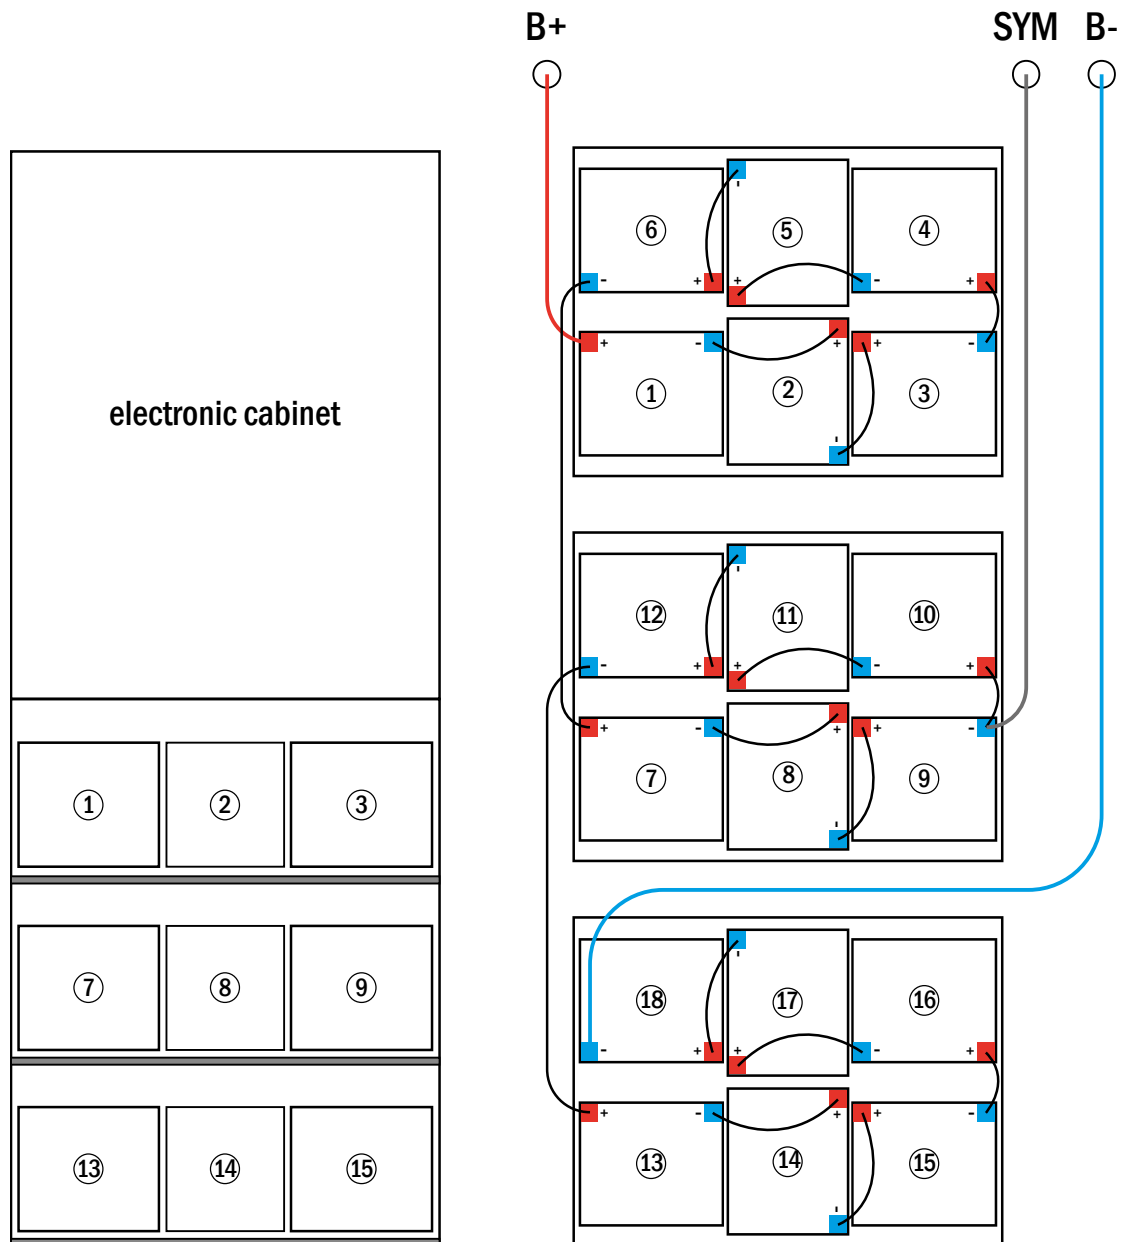 B+ SYM B-
electronic cabinet
① ② ③
⑦ ⑧ ⑨
⑬ ⑭ ⑮
⑥ ⑤ ④
- + - + - +
+ - + - + -
① ② ③
⑫ ⑪ ⑩
- + - + - +
+ - + - + -
⑦ ⑧ ⑨
⑱ ⑰ ⑯
- + - + - +
+ - + - + -
⑬ ⑭ ⑮